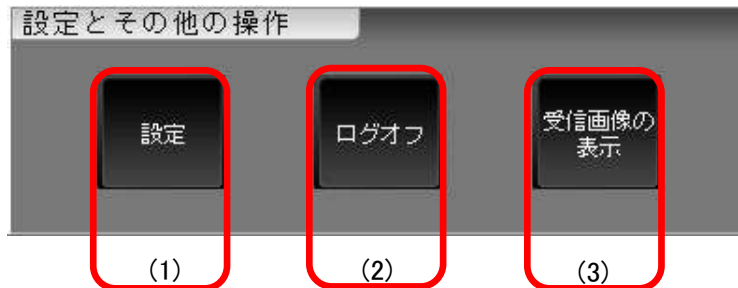 設定とその他の操作
設定
ログオフ
受信画像の
表示
(1)
(2)
(3)